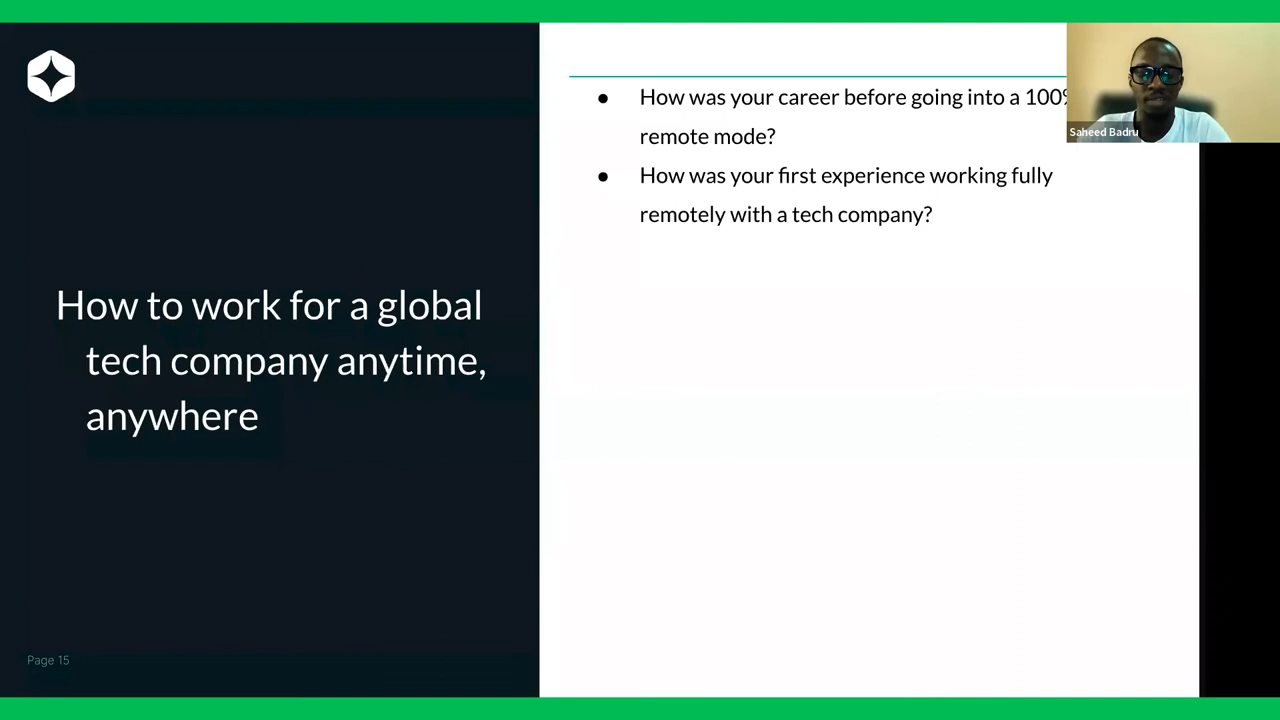 How to work for a global
tech company anytime,
anywhere
Page 15
● How was your career before going into a 100%
remote mode?
● How was your first experience working fully
remotely with a tech company?
Saheed Badru